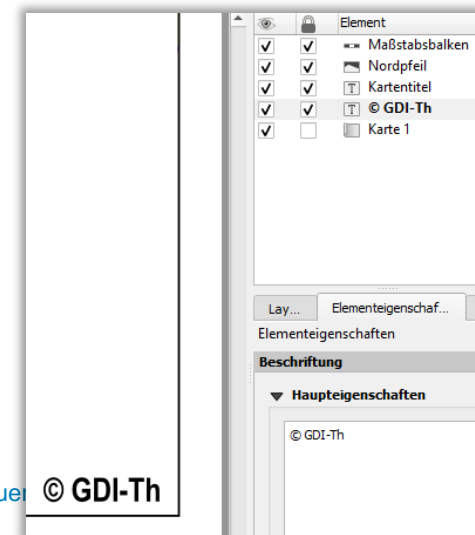 Element
Maßstabsbalken
Nordpfeil
Kartentitel
© GDI-Th
Karte 1
Lay... Elementeigenschaf...
Elementeigenschaften
Beschriftung
Haupteigenschaften
© GDI-Th
© GDI-Th